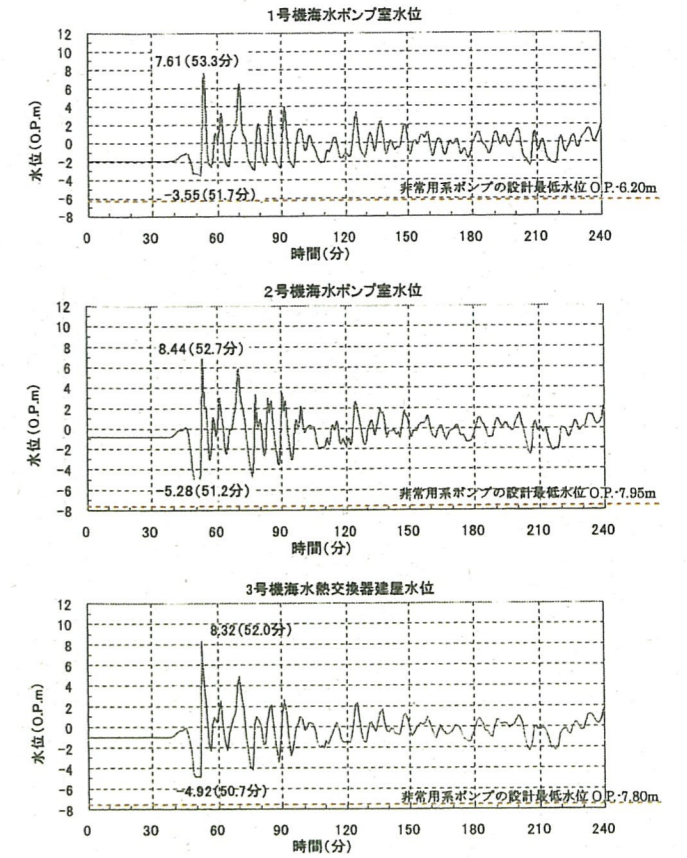 1号機海水ポンプ室水位
水位(O.P.m)
12
10
8
6
4
2
0
−2
−4
−6
−8
7.61(53.3分)
−3.55(51.7分)
非常用系ポンプの設計最低水位O.P.-6.20m
0 30 60 90 120 150 180 210 240
時間(分)
2号機海水ポンプ室水位
水位(O.P.m)
12
10
8
6
4
2
0
−2
−4
−6
−8
8.44(52.7分)
−5.28(51.2分)
非常用系ポンプの設計最低水位O.P.-7.95m
0 30 60 90 120 150 180 210 240
時間(分)
3号機海水熱交換器建屋水位
水位(O.P.m)
12
10
8
6
4
2
0
−2
−4
−6
−8
8.32(52.0分)
−4.92(50.7分)
非常用系ポンプの設計最低水位O.P.-7.80m
0 30 60 90 120 150 180 210 240
時間(分)